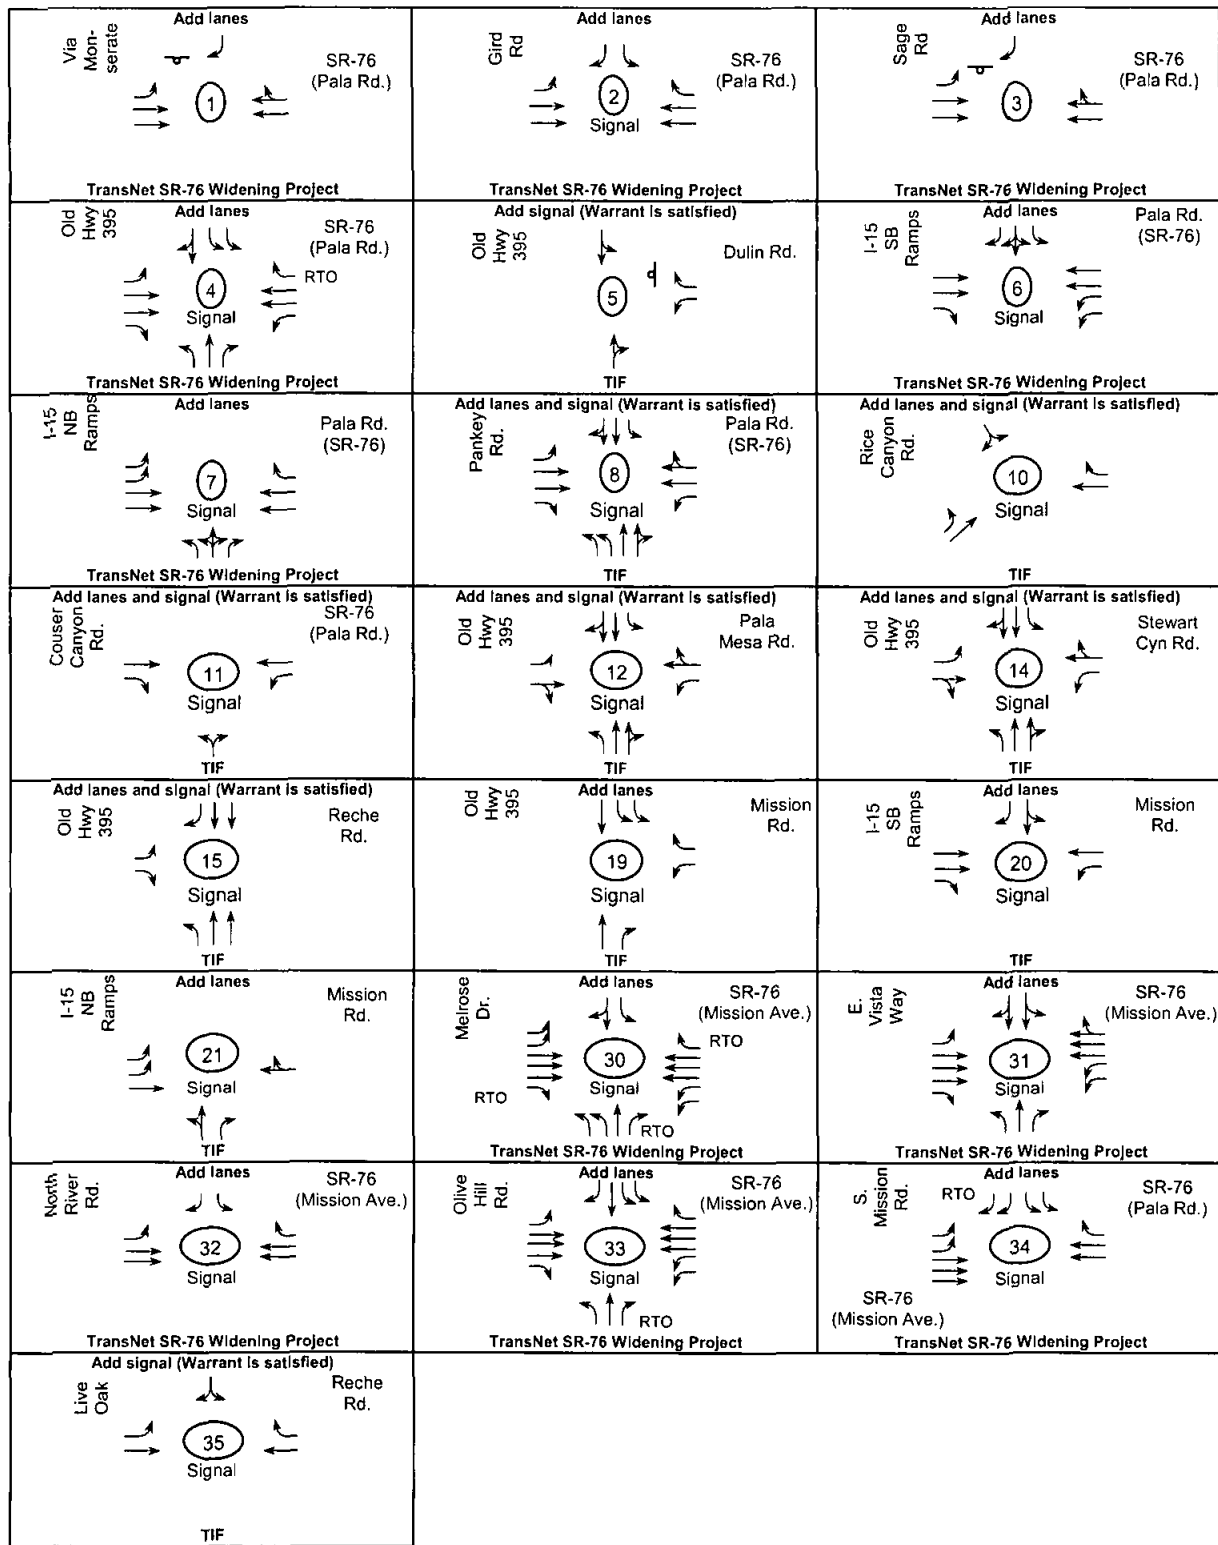 Add lanes
Via
Mon-
serate
SR-76
(Pala Rd.)
1
TransNet SR-76 Widening Project
Add lanes
Gird
Rd
SR-76
(Pala Rd.)
2
Signal
TransNet SR-76 Widening Project
Add lanes
Sage
Rd
SR-76
(Pala Rd.)
3
TransNet SR-76 Widening Project
Add lanes
Old
Hwy
395
SR-76
(Pala Rd.)
RTO
4
Signal
TransNet SR-76 Widening Project
Add signal (Warrant is satisfied)
Old
Hwy
395
Dulin Rd.
5
TIF
Add lanes
I-15
SB
Ramps
Pala Rd.
(SR-76)
6
Signal
TransNet SR-76 Widening Project
Add lanes
I-15
NB
Ramps
Pala Rd.
(SR-76)
7
Signal
TransNet SR-76 Widening Project
Add lanes and signal (Warrant is satisfied)
Pankey
Rd.
Pala Rd.
(SR-76)
8
Signal
TIF
Add lanes and signal (Warrant is satisfied)
Rice
Canyon
Rd.
10
Signal
TIF
Add lanes and signal (Warrant is satisfied)
Couser
Canyon
Rd.
SR-76
(Pala Rd.)
11
Signal
TIF
Add lanes and signal (Warrant is satisfied)
Old
Hwy
395
Pala
Mesa Rd.
12
Signal
TIF
Add lanes and signal (Warrant is satisfied)
Old
Hwy
395
Stewart
Cyn Rd.
14
Signal
TIF
Add lanes and signal (Warrant is satisfied)
Old
Hwy
395
Reche
Rd.
15
Signal
TIF
Add lanes
Old
Hwy
395
Mission
Rd.
19
Signal
TIF
Add lanes
I-15
SB
Ramps
Mission
Rd.
20
Signal
TIF
Add lanes
I-15
NB
Ramps
Mission
Rd.
21
Signal
TIF
Add lanes
Melrose
Dr.
SR-76
(Mission Ave.)
RTO
30
Signal
RTO
RTO
TransNet SR-76 Widening Project
Add lanes
E.
Vista
Way
SR-76
(Mission Ave.)
31
Signal
TransNet SR-76 Widening Project
Add lanes
North
River
Rd.
SR-76
(Mission Ave.)
32
Signal
TransNet SR-76 Widening Project
Add lanes
Olive
Hill
Rd.
SR-76
(Mission Ave.)
33
Signal
RTO
TransNet SR-76 Widening Project
Add lanes
S.
Mission
Rd.
RTO
SR-76
(Pala Rd.)
34
Signal
SR-76
(Mission Ave.)
TransNet SR-76 Widening Project
Add signal (Warrant is satisfied)
Live
Oak
Reche
Rd.
35
Signal
TIF